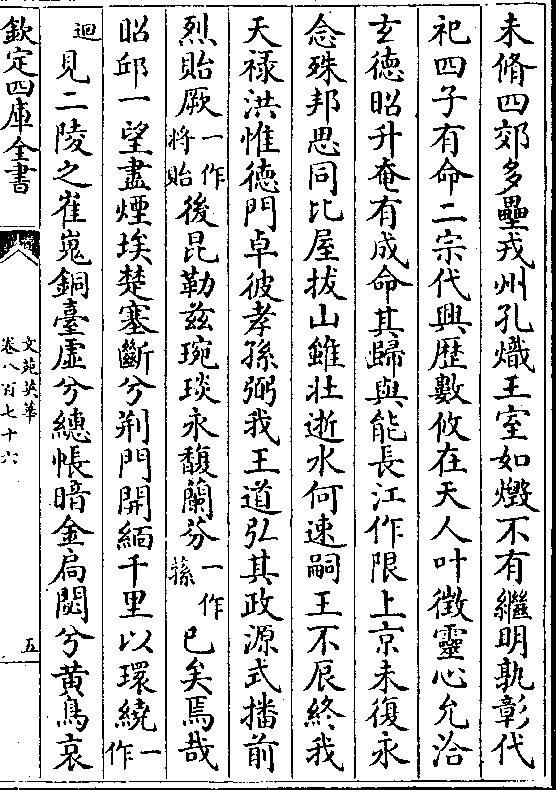 未脩四郊多壘戎州孔熾王室如燬不有繼明孰彰代
祀四子有命二宗代興歴數攸在天人叶徵靈心允洽
玄德昭升奄有成命其歸與能長江作限上京未復永
念殊邦思同比屋拔山雖壯逝水何速嗣王不辰終我
天禄洪惟德門卓彼孝孫弼我王道弘其政源式播前
烈貽厥一作將貽後昆勒兹琬琰永馥蘭芬一作蓀已矣焉哉
昭邱一望盡煙埃楚塞斷兮荆門開緬千里以環繞一作
迴見二陵之崔嵬銅臺虚兮繐帳暗金扃閟兮黄鳥哀
欽定四庫全書
文苑英華
卷八百七十六
五